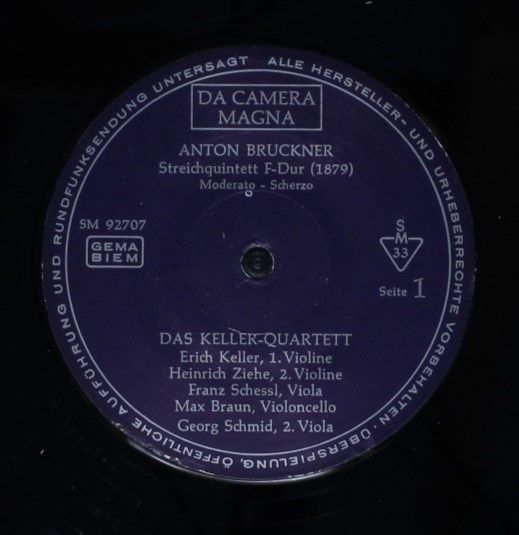 ALLE HERSTELLER- UND URHEBERRECHTE VORBEHALTEN · ÜBERSPIELUNG, ÖFFENTLICHE AUFFÜHRUNG UND RUNDFUNKSENDUNG UNTERSAGT
DA CAMERA
MAGNA
ANTON BRUCKNER
Streichquintett F-Dur (1879)
Moderato - Scherzo
SM 92707
GEMA
BIEM
S
M
33
Seite 1
DAS KELLER-QUARTETT
Erich Keller, 1. Violine
Heinrich Ziehe, 2. Violine
Franz Schessl, Viola
Max Braun, Violoncello
Georg Schmid, 2. Viola